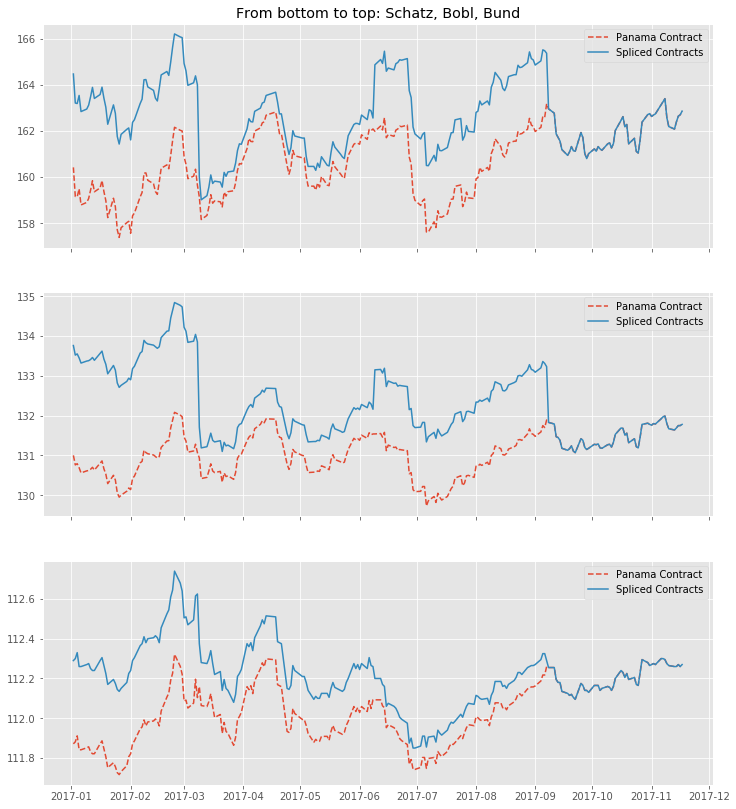 From bottom to top: Schatz, Bobl, Bund
166
164
162
160
158
Panama Contract
Spliced Contracts
135
134
133
132
131
130
Panama Contract
Spliced Contracts
112.6
112.4
112.2
112.0
111.8
Panama Contract
Spliced Contracts
2017-01 2017-02 2017-03 2017-04 2017-05 2017-06 2017-07 2017-08 2017-09 2017-10 2017-11 2017-12